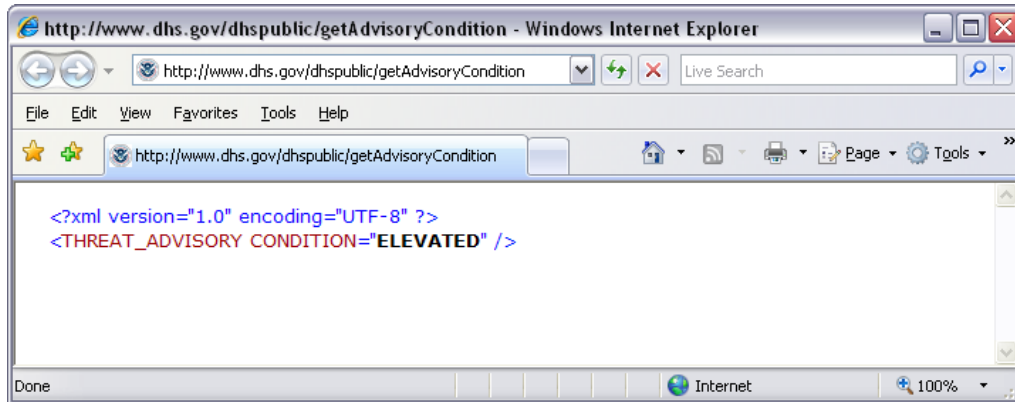 http://www.dhs.gov/dhspublic/getAdvisoryCondition - Windows Internet Explorer
http://www.dhs.gov/dhspublic/getAdvisoryCondition Live Search
File Edit View Favorites Tools Help
http://www.dhs.gov/dhspublic/getAdvisoryCondition Page Tools »
<?xml version="1.0" encoding="UTF-8" ?>
<THREAT_ADVISORY CONDITION="ELEVATED" />
Done Internet 100%